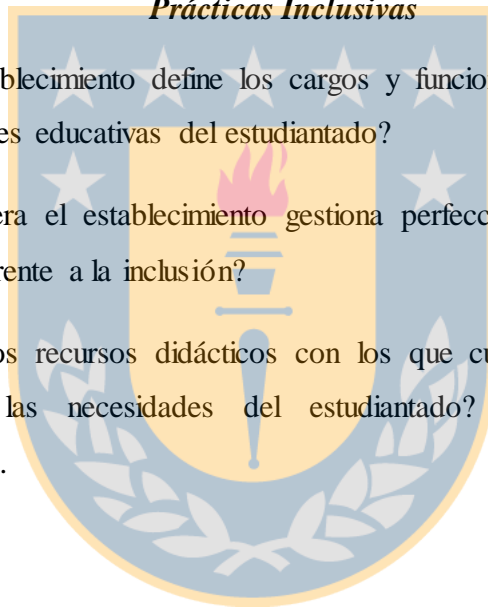 Prácticas Inclusivas
blecimiento define los cargos y funcio
es educativas del estudiantado?
era el establecimiento gestiona perfecc
rente a la inclusión?
os recursos didácticos con los que cu
las necesidades del estudiantado?
.